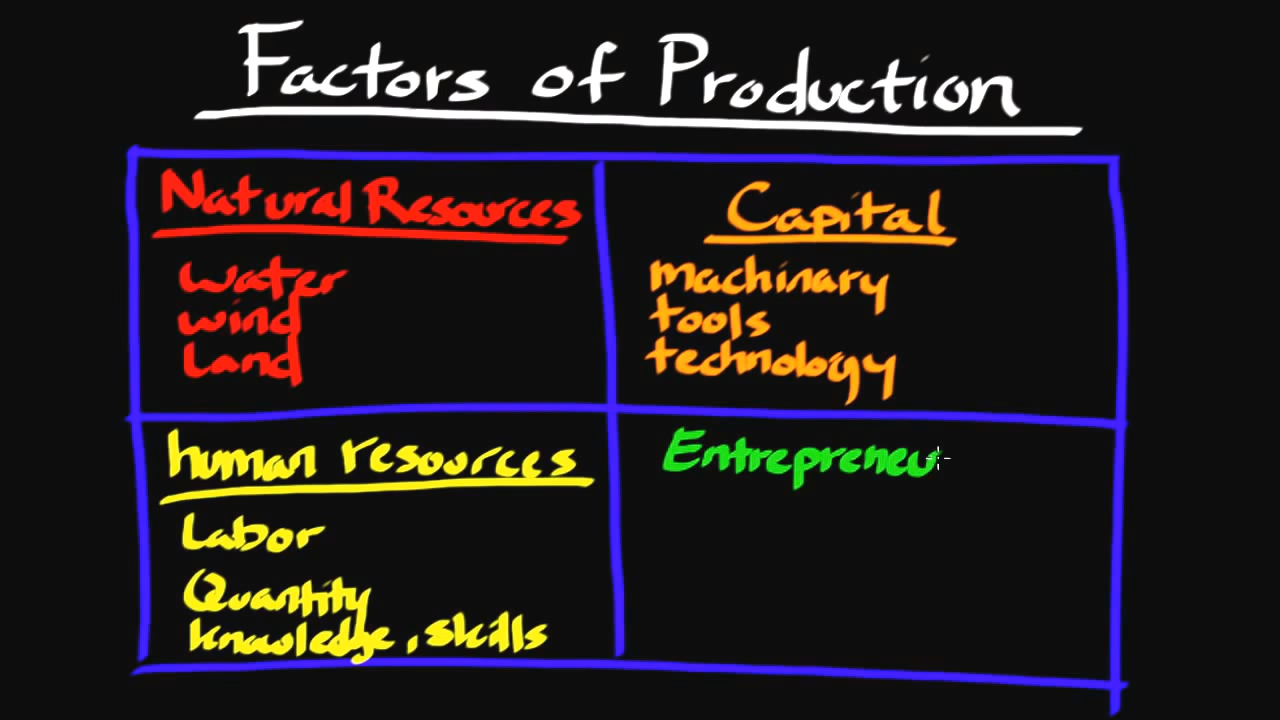 Factors of Production
Natural Resources
water
wind
Land
Capital
machinary
tools
technology
human resources
Labor
Quantity
knowledge, skills
Entrepreneu